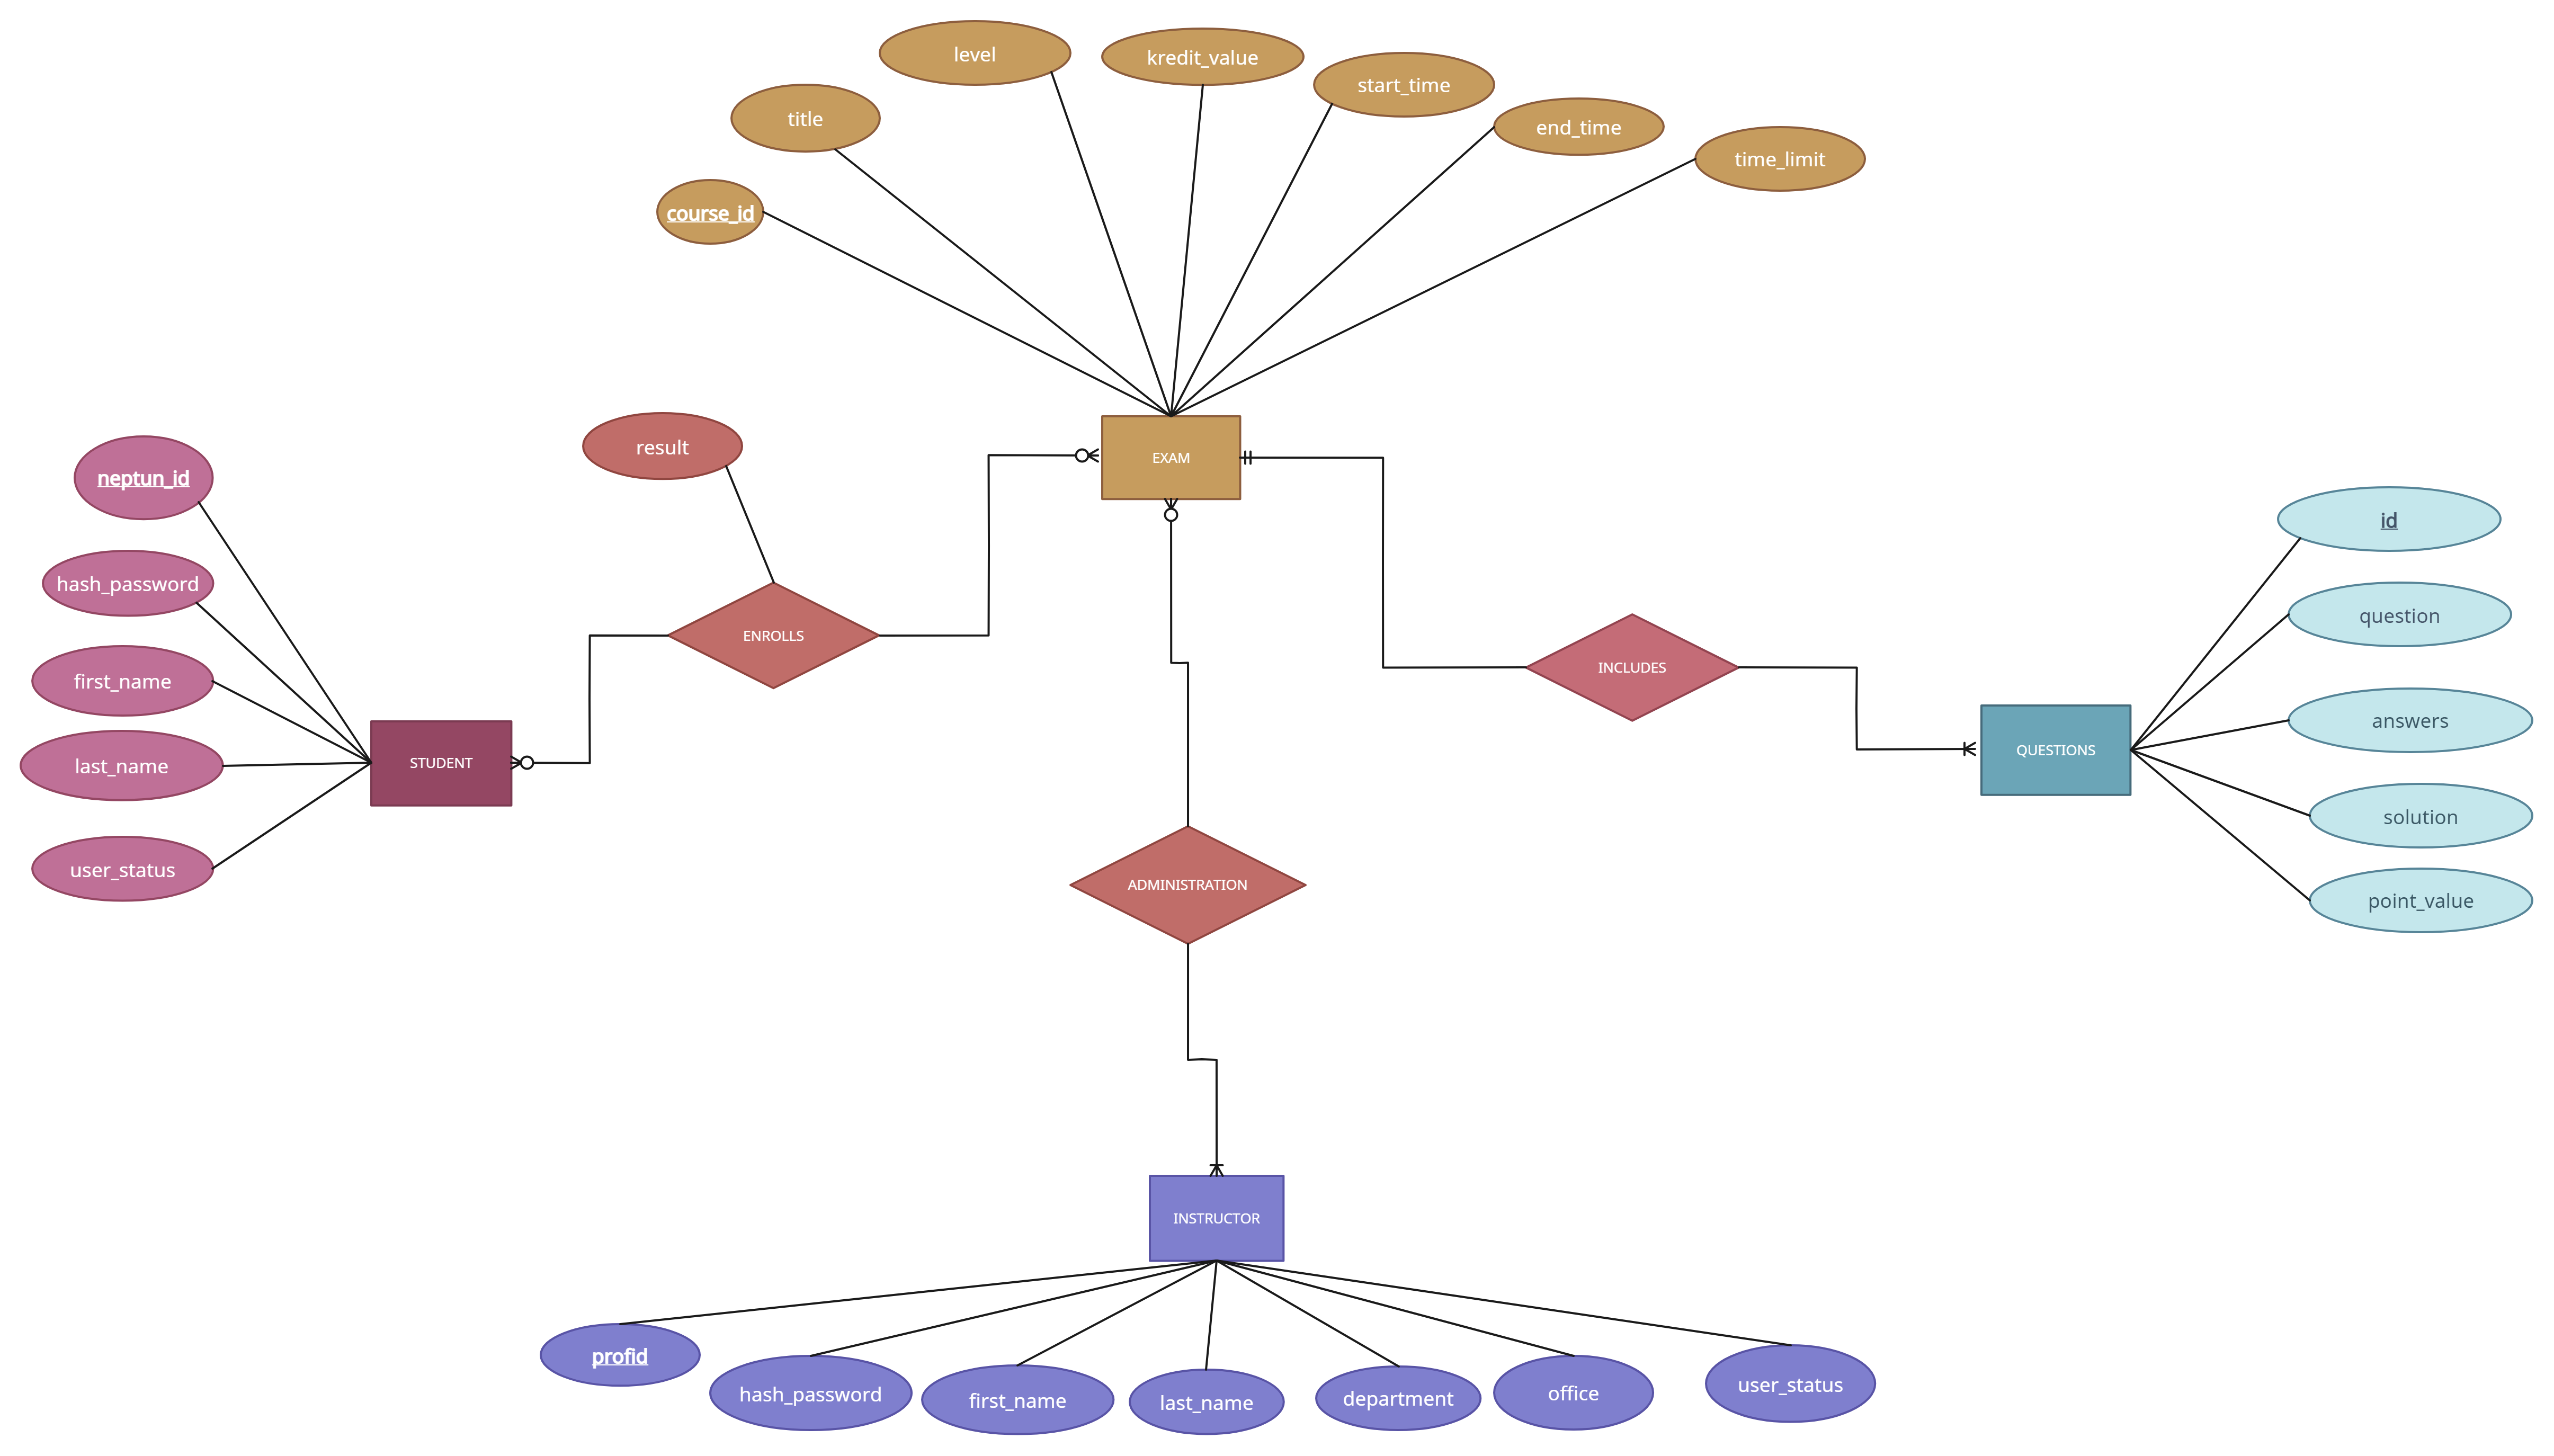 level
kredit_value
start_time
title
end_time
time_limit
course_id
result
EXAM
neptun_id
id
hash_password
question
ENROLLS
INCLUDES
first_name
answers
last_name
STUDENT
QUESTIONS
solution
user_status
ADMINISTRATION
point_value
INSTRUCTOR
profid
hash_password
first_name
last_name
department
office
user_status